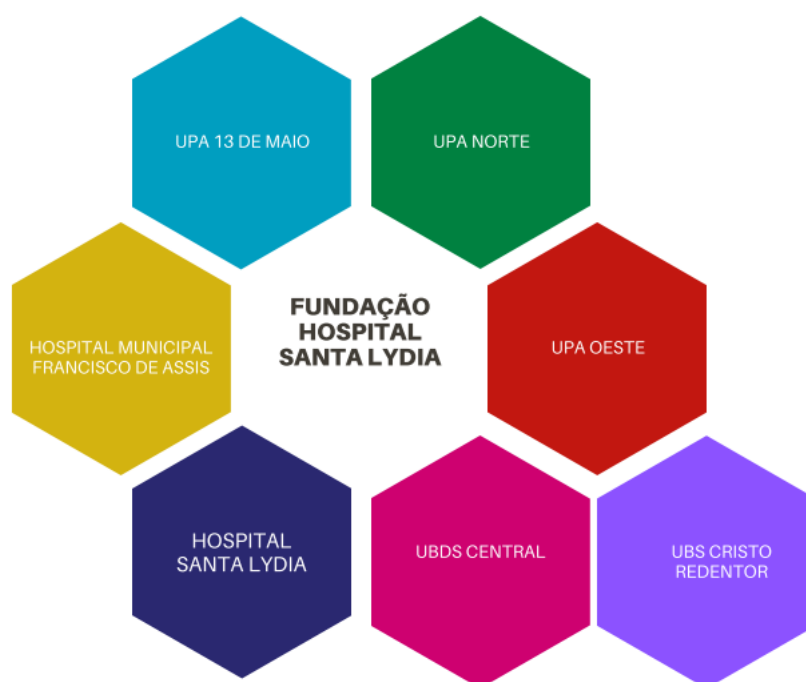 UPA 13 DE MAIO
UPA NORTE
FUNDAÇÃO
HOSPITAL
SANTA LYDIA
HOSPITAL MUNICIPAL
FRANCISCO DE ASSIS
UPA OESTE
HOSPITAL
SANTA LYDIA
UBDS CENTRAL
UBS CRISTO
REDENTOR